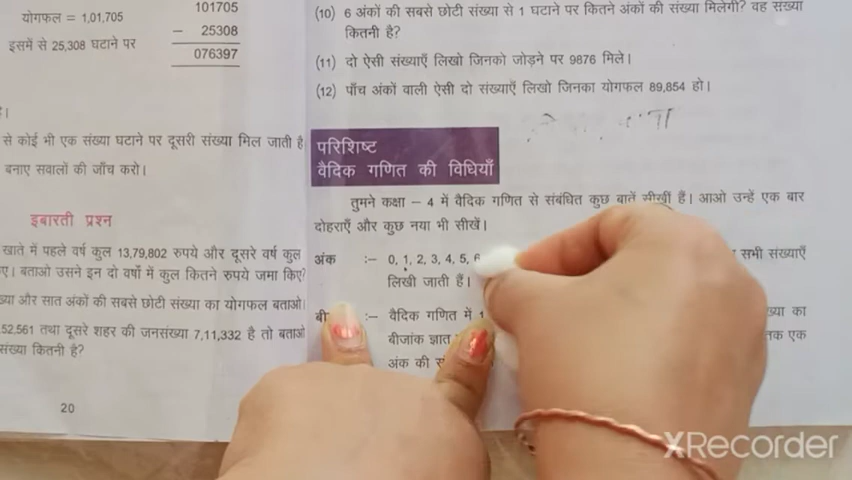 योगफल = 1,01,705
इसमें से 25,308 घटाने पर
101705
− 25308
076397
है।
से कोई भी एक संख्या घटाने पर दूसरी संख्या मिल जाती है
बनाए सवालों की जाँच करो।
इबारती प्रश्न
खाते में पहले वर्ष कुल 13,79,802 रुपये और दूसरे वर्ष कुल
बताओ उसने इन दो वर्षों में कुल कितने रुपये जमा किए?
और सात अंकों की सबसे छोटी संख्या का योगफल बताओ।
52,561 तथा दूसरे शहर की जनसंख्या 7,11,332 है तो बताओ
संख्या कितनी है?
20
(10) 6 अंकों की सबसे छोटी संख्या से 1 घटाने पर कितने अंकों की संख्या मिलेगी? वह संख्या
कितनी है?
(11) दो ऐसी संख्याएँ लिखो जिनको जोड़ने पर 9876 मिले।
(12) पाँच अंकों वाली ऐसी दो संख्याएँ लिखो जिनका योगफल 89,854 हो।
परिशिष्ट
वैदिक गणित की विधियाँ
तुमने कक्षा – 4 में वैदिक गणित से संबंधित कुछ बातें सीखीं हैं। आओ उन्हें एक बार
दोहराएँ और कुछ नया भी सीखें।
अंक :– 0, 1, 2, 3, 4, 5, 6 सभी संख्याएँ
लिखी जाती हैं।
:– वैदिक गणित में 1 का
बीजांक ज्ञात एक
अंक की
XRecorder